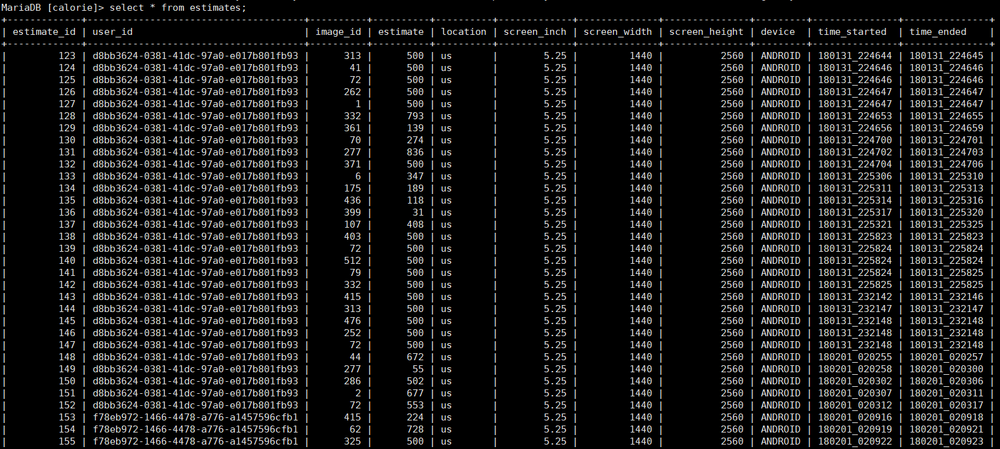 MariaDB [calorie]> select * from estimates;
+-------------+--------------------------------------+----------+----------+----------+-------------+--------------+---------------+---------+---------------+---------------+
| estimate_id | user_id                              | image_id | estimate | location | screen_inch | screen_width | screen_height | device  | time_started  | time_ended    |
+-------------+--------------------------------------+----------+----------+----------+-------------+--------------+---------------+---------+---------------+---------------+
|         123 | d8bb3624-0381-41dc-97a0-e017b801fb93 |      313 |      500 | us       |        5.25 |         1440 |          2560 | ANDROID | 180131_224644 | 180131_224645 |
|         124 | d8bb3624-0381-41dc-97a0-e017b801fb93 |       41 |      500 | us       |        5.25 |         1440 |          2560 | ANDROID | 180131_224646 | 180131_224646 |
|         125 | d8bb3624-0381-41dc-97a0-e017b801fb93 |       72 |      500 | us       |        5.25 |         1440 |          2560 | ANDROID | 180131_224646 | 180131_224646 |
|         126 | d8bb3624-0381-41dc-97a0-e017b801fb93 |      262 |      500 | us       |        5.25 |         1440 |          2560 | ANDROID | 180131_224647 | 180131_224647 |
|         127 | d8bb3624-0381-41dc-97a0-e017b801fb93 |        1 |      500 | us       |        5.25 |         1440 |          2560 | ANDROID | 180131_224647 | 180131_224647 |
|         128 | d8bb3624-0381-41dc-97a0-e017b801fb93 |      332 |      793 | us       |        5.25 |         1440 |          2560 | ANDROID | 180131_224653 | 180131_224655 |
|         129 | d8bb3624-0381-41dc-97a0-e017b801fb93 |      361 |      139 | us       |        5.25 |         1440 |          2560 | ANDROID | 180131_224656 | 180131_224659 |
|         130 | d8bb3624-0381-41dc-97a0-e017b801fb93 |       70 |      274 | us       |        5.25 |         1440 |          2560 | ANDROID | 180131_224700 | 180131_224701 |
|         131 | d8bb3624-0381-41dc-97a0-e017b801fb93 |      277 |      836 | us       |        5.25 |         1440 |          2560 | ANDROID | 180131_224702 | 180131_224703 |
|         132 | d8bb3624-0381-41dc-97a0-e017b801fb93 |      371 |      500 | us       |        5.25 |         1440 |          2560 | ANDROID | 180131_224704 | 180131_224706 |
|         133 | d8bb3624-0381-41dc-97a0-e017b801fb93 |        6 |      347 | us       |        5.25 |         1440 |          2560 | ANDROID | 180131_225306 | 180131_225310 |
|         134 | d8bb3624-0381-41dc-97a0-e017b801fb93 |      175 |      189 | us       |        5.25 |         1440 |          2560 | ANDROID | 180131_225311 | 180131_225313 |
|         135 | d8bb3624-0381-41dc-97a0-e017b801fb93 |      436 |      118 | us       |        5.25 |         1440 |          2560 | ANDROID | 180131_225314 | 180131_225316 |
|         136 | d8bb3624-0381-41dc-97a0-e017b801fb93 |      399 |       31 | us       |        5.25 |         1440 |          2560 | ANDROID | 180131_225317 | 180131_225320 |
|         137 | d8bb3624-0381-41dc-97a0-e017b801fb93 |      107 |      408 | us       |        5.25 |         1440 |          2560 | ANDROID | 180131_225321 | 180131_225325 |
|         138 | d8bb3624-0381-41dc-97a0-e017b801fb93 |      403 |      500 | us       |        5.25 |         1440 |          2560 | ANDROID | 180131_225823 | 180131_225823 |
|         139 | d8bb3624-0381-41dc-97a0-e017b801fb93 |       72 |      500 | us       |        5.25 |         1440 |          2560 | ANDROID | 180131_225824 | 180131_225824 |
|         140 | d8bb3624-0381-41dc-97a0-e017b801fb93 |      512 |      500 | us       |        5.25 |         1440 |          2560 | ANDROID | 180131_225824 | 180131_225824 |
|         141 | d8bb3624-0381-41dc-97a0-e017b801fb93 |       79 |      500 | us       |        5.25 |         1440 |          2560 | ANDROID | 180131_225824 | 180131_225825 |
|         142 | d8bb3624-0381-41dc-97a0-e017b801fb93 |      332 |      500 | us       |        5.25 |         1440 |          2560 | ANDROID | 180131_225825 | 180131_225825 |
|         143 | d8bb3624-0381-41dc-97a0-e017b801fb93 |      415 |      500 | us       |        5.25 |         1440 |          2560 | ANDROID | 180131_232142 | 180131_232146 |
|         144 | d8bb3624-0381-41dc-97a0-e017b801fb93 |      313 |      500 | us       |        5.25 |         1440 |          2560 | ANDROID | 180131_232147 | 180131_232147 |
|         145 | d8bb3624-0381-41dc-97a0-e017b801fb93 |      476 |      500 | us       |        5.25 |         1440 |          2560 | ANDROID | 180131_232148 | 180131_232148 |
|         146 | d8bb3624-0381-41dc-97a0-e017b801fb93 |      252 |      500 | us       |        5.25 |         1440 |          2560 | ANDROID | 180131_232148 | 180131_232148 |
|         147 | d8bb3624-0381-41dc-97a0-e017b801fb93 |       72 |      500 | us       |        5.25 |         1440 |          2560 | ANDROID | 180131_232148 | 180131_232148 |
|         148 | d8bb3624-0381-41dc-97a0-e017b801fb93 |       44 |      672 | us       |        5.25 |         1440 |          2560 | ANDROID | 180201_020255 | 180201_020257 |
|         149 | d8bb3624-0381-41dc-97a0-e017b801fb93 |      277 |       55 | us       |        5.25 |         1440 |          2560 | ANDROID | 180201_020258 | 180201_020300 |
|         150 | d8bb3624-0381-41dc-97a0-e017b801fb93 |      286 |      502 | us       |        5.25 |         1440 |          2560 | ANDROID | 180201_020302 | 180201_020306 |
|         151 | d8bb3624-0381-41dc-97a0-e017b801fb93 |        2 |      677 | us       |        5.25 |         1440 |          2560 | ANDROID | 180201_020307 | 180201_020311 |
|         152 | d8bb3624-0381-41dc-97a0-e017b801fb93 |       72 |      553 | us       |        5.25 |         1440 |          2560 | ANDROID | 180201_020312 | 180201_020317 |
|         153 | f78eb972-1466-4478-a776-a1457596cfb1 |      415 |      224 | us       |        5.25 |         1440 |          2560 | ANDROID | 180201_020916 | 180201_020918 |
|         154 | f78eb972-1466-4478-a776-a1457596cfb1 |       62 |      728 | us       |        5.25 |         1440 |          2560 | ANDROID | 180201_020919 | 180201_020921 |
|         155 | f78eb972-1466-4478-a776-a1457596cfb1 |      325 |      500 | us       |        5.25 |         1440 |          2560 | ANDROID | 180201_020922 | 180201_020923 |